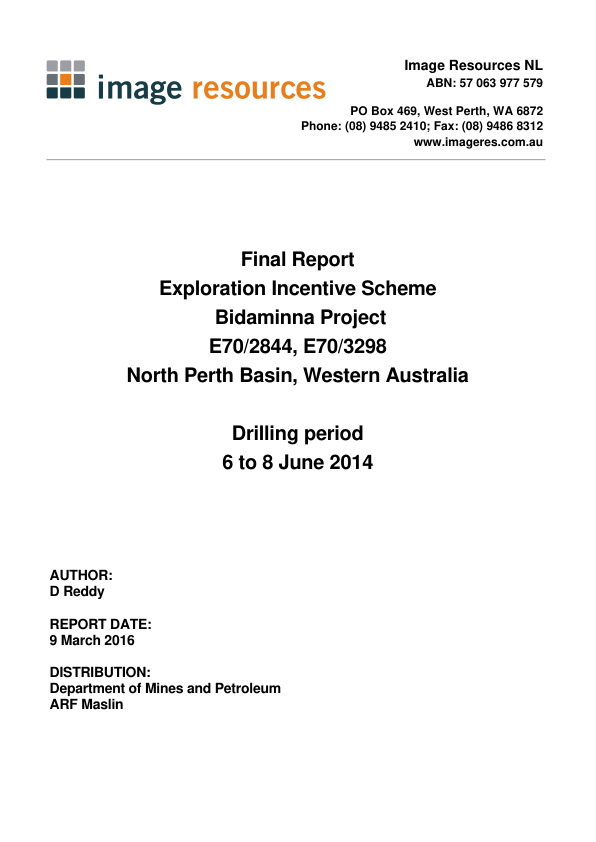 image resources
Image Resources NL
ABN: 57 063 977 579
PO Box 469, West Perth, WA 6872
Phone: (08) 9485 2410; Fax: (08) 9486 8312
www.imageres.com.au
Final Report
Exploration Incentive Scheme
Bidaminna Project
E70/2844, E70/3298
North Perth Basin, Western Australia
Drilling period
6 to 8 June 2014
AUTHOR:
D Reddy
REPORT DATE:
9 March 2016
DISTRIBUTION:
Department of Mines and Petroleum
ARF Maslin